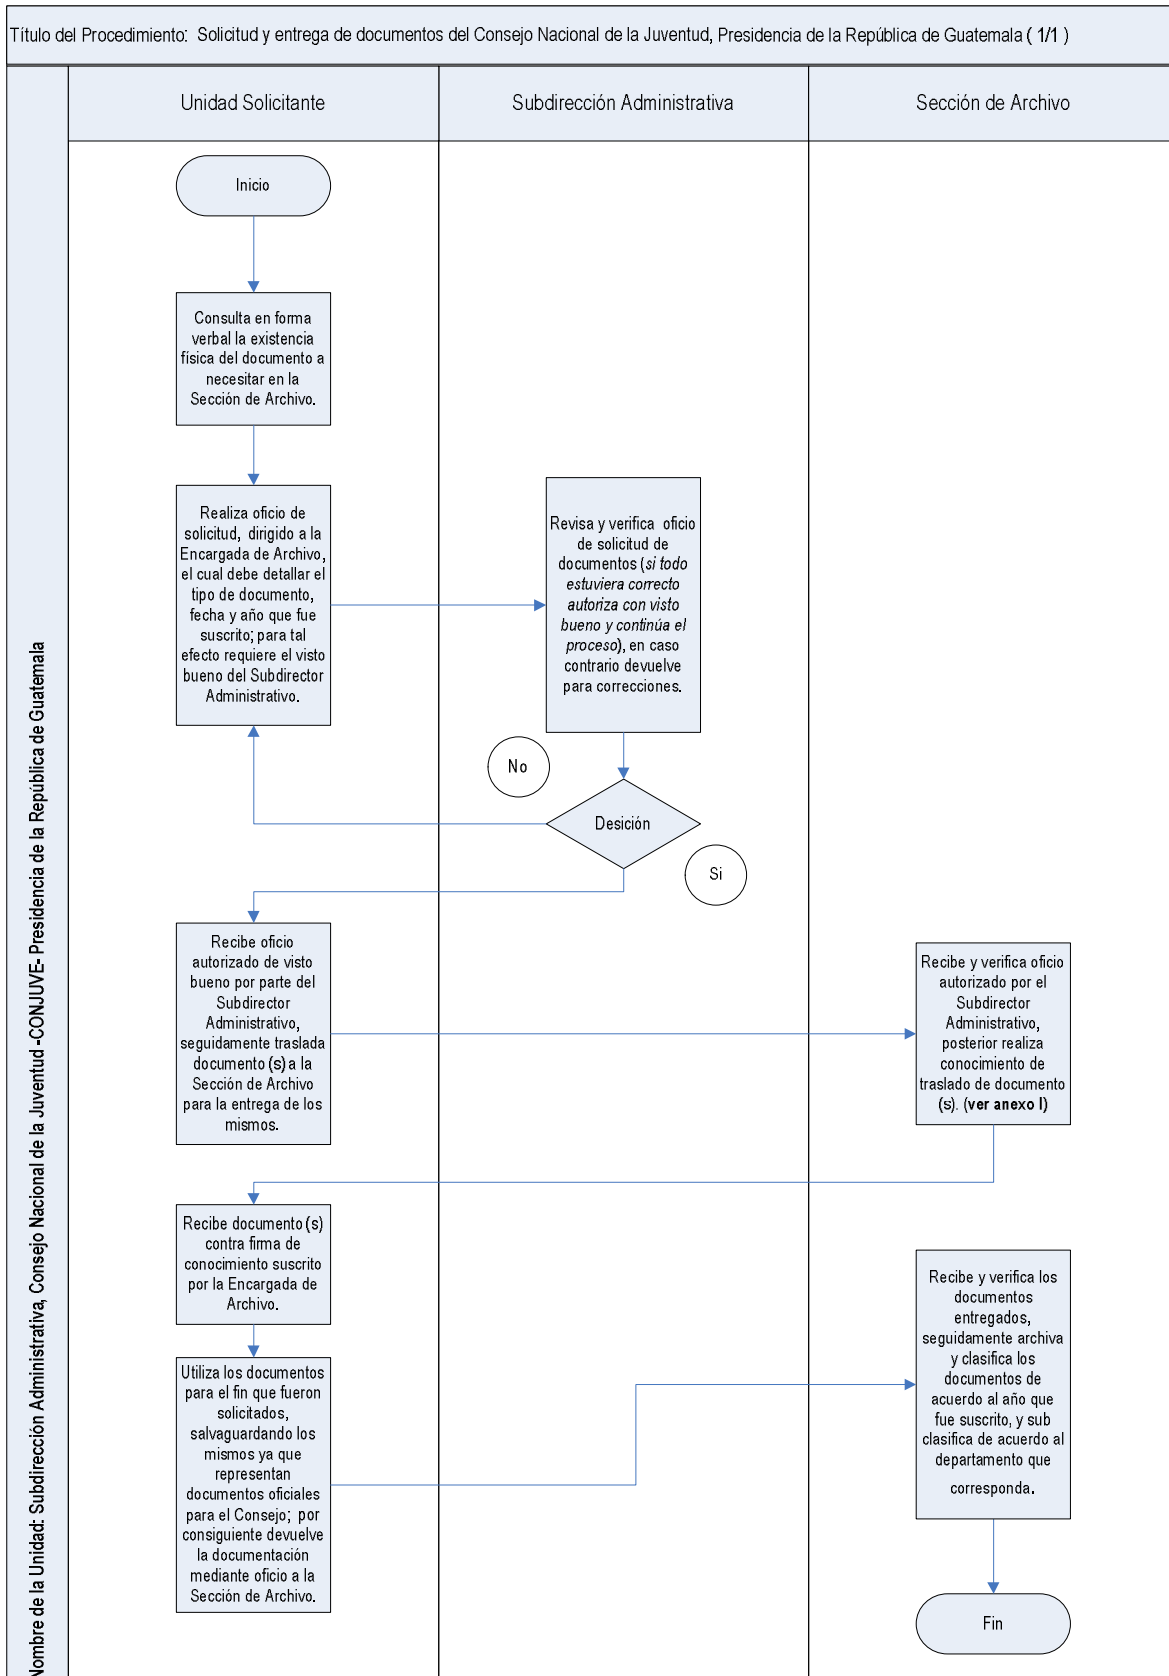 Título del Procedimiento: Solicitud y entrega de documentos del Consejo Nacional de la Juventud, Presidencia de la República de Guatemala ( 1/1 )
Nombre de la Unidad: Subdirección Administrativa, Consejo Nacional de la Juventud -CONJUVE- Presidencia de la República de Guatemala
Unidad Solicitante
Subdirección Administrativa
Sección de Archivo
Inicio
Consulta en forma
verbal la existencia
física del documento a
necesitar en la
Sección de Archivo.
Realiza oficio de
solicitud, dirigido a la
Encargada de Archivo,
el cual debe detallar el
tipo de documento,
fecha y año que fue
suscrito; para tal
efecto requiere el visto
bueno del Subdirector
Administrativo.
Revisa y verifica oficio
de solicitud de
documentos (si todo
estuviera correcto
autoriza con visto
bueno y continúa el
proceso), en caso
contrario devuelve
para correcciones.
No
Desición
Si
Recibe oficio
autorizado de visto
bueno por parte del
Subdirector
Administrativo,
seguidamente traslada
documento (s) a la
Sección de Archivo
para la entrega de los
mismos.
Recibe y verifica oficio
autorizado por el
Subdirector
Administrativo,
posterior realiza
conocimiento de
traslado de documento
(s). (ver anexo I)
Recibe documento (s)
contra firma de
conocimiento suscrito
por la Encargada de
Archivo.
Utiliza los documentos
para el fin que fueron
solicitados,
salvaguardando los
mismos ya que
representan
documentos oficiales
para el Consejo; por
consiguiente devuelve
la documentación
mediante oficio a la
Sección de Archivo.
Recibe y verifica los
documentos
entregados,
seguidamente archiva
y clasifica los
documentos de
acuerdo al año que
fue suscrito, y sub
clasifica de acuerdo al
departamento que
corresponda.
Fin